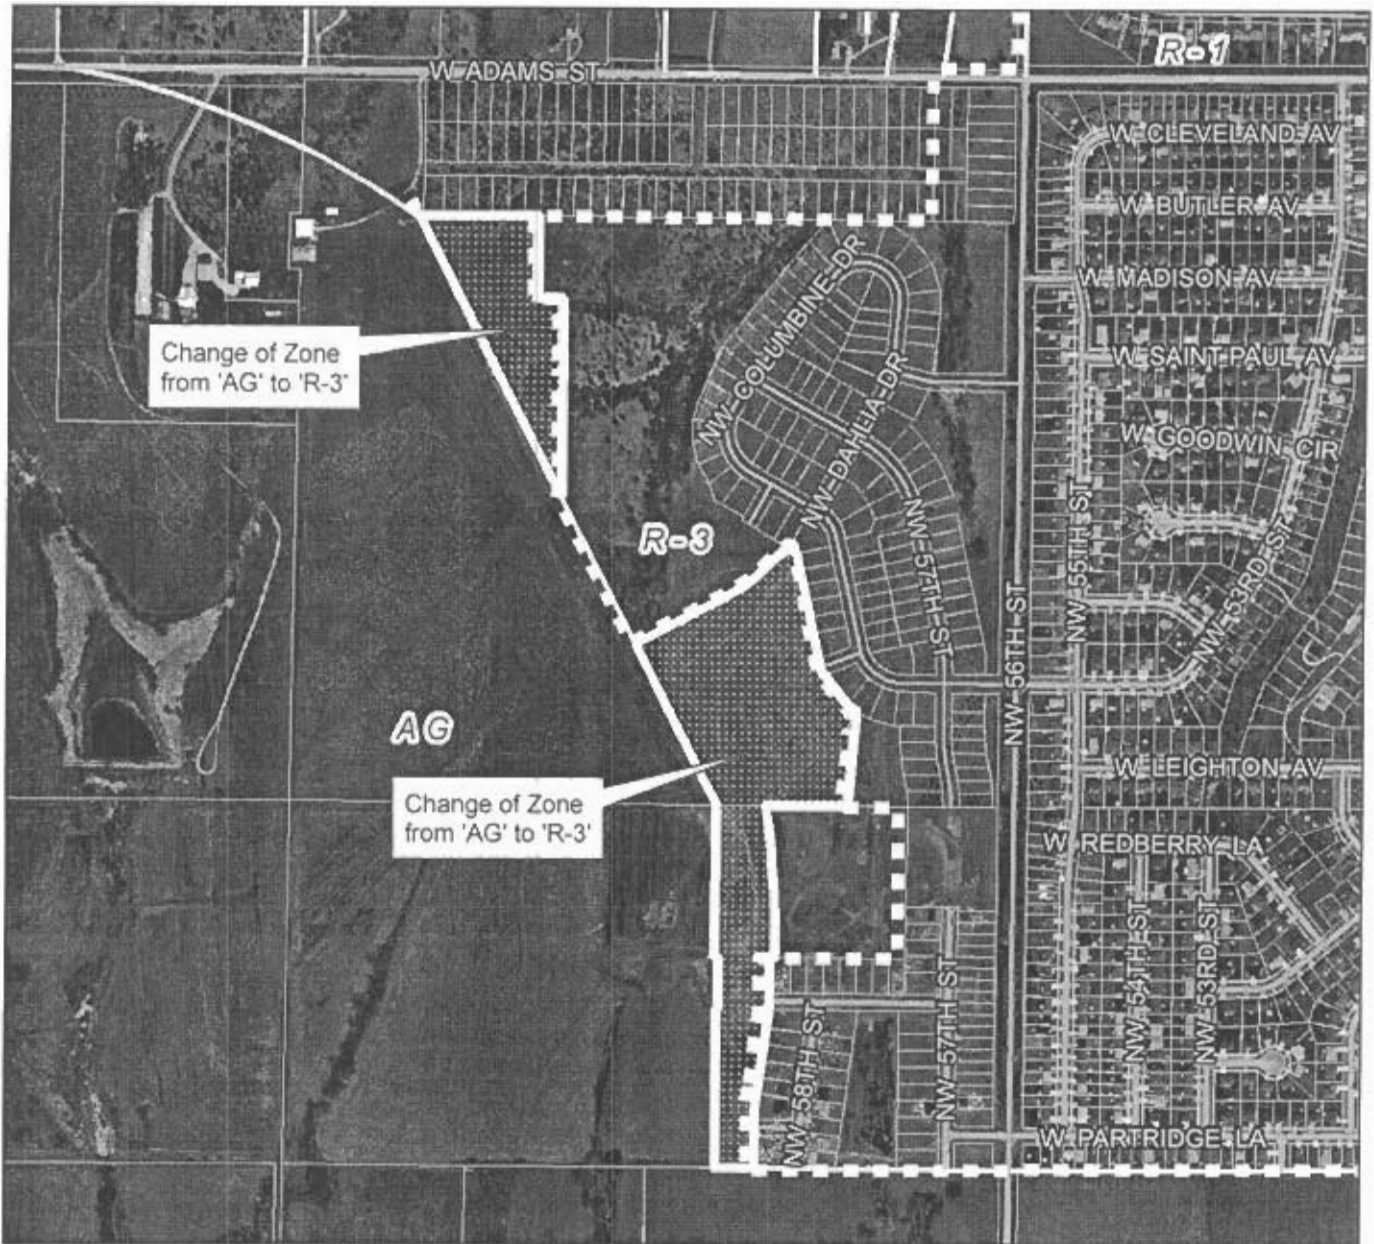 R-1
W ADAMS ST
W CLEVELAND AV
W BUTLER AV
W MADISON AV
NW COLUMBINE DR
Change of Zone
from 'AG' to 'R-3'
W SAINT PAUL AV
NW DAHLIA DR
W GOODWIN CIR
R-3
NW 57TH ST
NW 55TH ST
NW 53RD ST
NW 56TH ST
AG
W LEIGHTON AV
Change of Zone
from 'AG' to 'R-3'
W REDBERRY LA
NW 54TH ST
NW 53RD ST
NW 57TH ST
NW 58TH ST
W PARTRIDGE LA